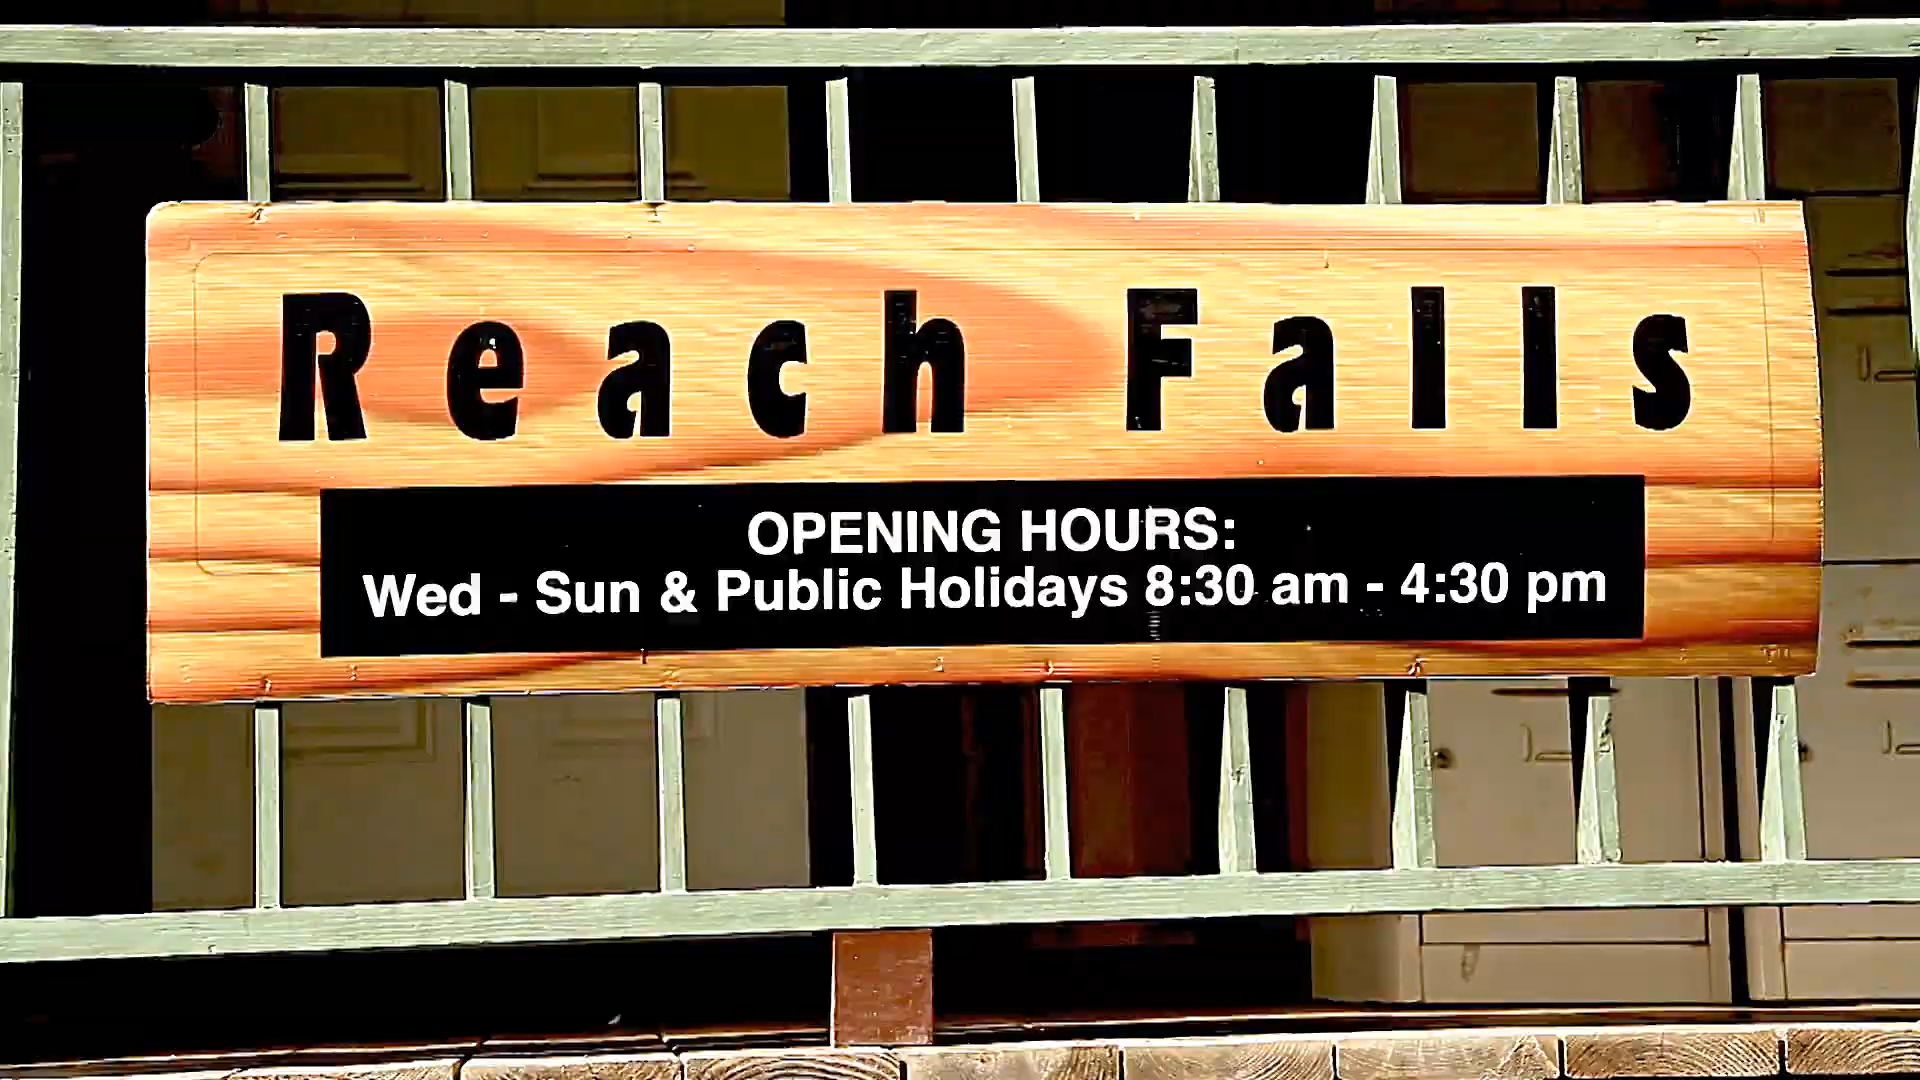 Reach Falls
OPENING HOURS:
Wed - Sun & Public Holidays 8:30 am - 4:30 pm